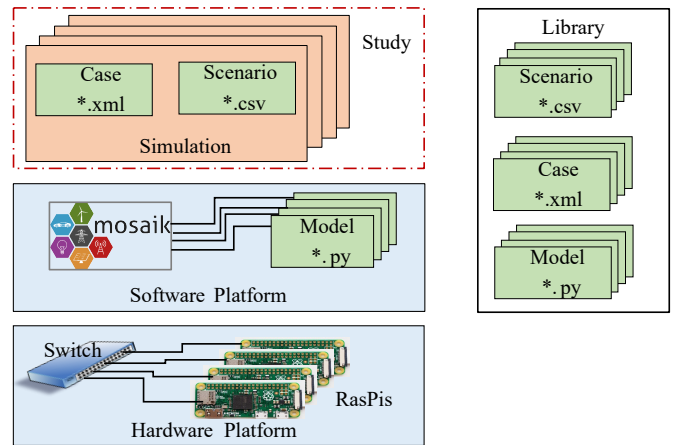 Study
Case
*.xml
Scenario
*.csv
Simulation
mosaik
Model
*.py
Software Platform
Switch
RasPis
Hardware Platform
Library
Scenario
*.csv
Case
*.xml
Model
*.py